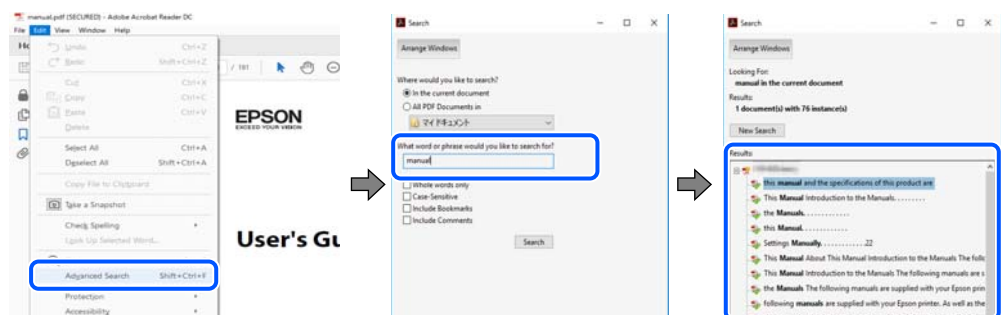 manual.pdf (SECURED) - Adobe Acrobat Reader DC
File Edit View Window Help
Undo Ctrl+Z
Redo Shift+Ctrl+Z
Cut Ctrl+X
Copy Ctrl+C
Paste Ctrl+V
Delete
Select All Ctrl+A
Deselect All Shift+Ctrl+A
Copy File to Clipboard
Take a Snapshot
Check Spelling
Look Up Selected Word...
Advanced Search Shift+Ctrl+F
Protection
Accessibility
/ 181
EPSON
EXCEED YOUR VISION
User's Gu
Search
Arrange Windows
Where would you like to search?
In the current document
All PDF Documents in
マイ ドキュメント
What word or phrase would you like to search for?
manual
Whole words only
Case-Sensitive
Include Bookmarks
Include Comments
Search
Search
Arrange Windows
Looking For:
manual in the current document
Results:
1 document(s) with 76 instance(s)
New Search
Results:
this manual and the specifications of this product are
This Manual Introduction to the Manuals. . . . . . . . .
the Manuals. . . . . . . . . . . .
this Manual. . . . . . . . . . . .
Settings Manually. . . . . . . . . . . .22
This Manual About This Manual Introduction to the Manuals The follo
This Manual Introduction to the Manuals The following manuals are s
the Manuals The following manuals are supplied with your Epson prin
following manuals are supplied with your Epson printer. As well as the